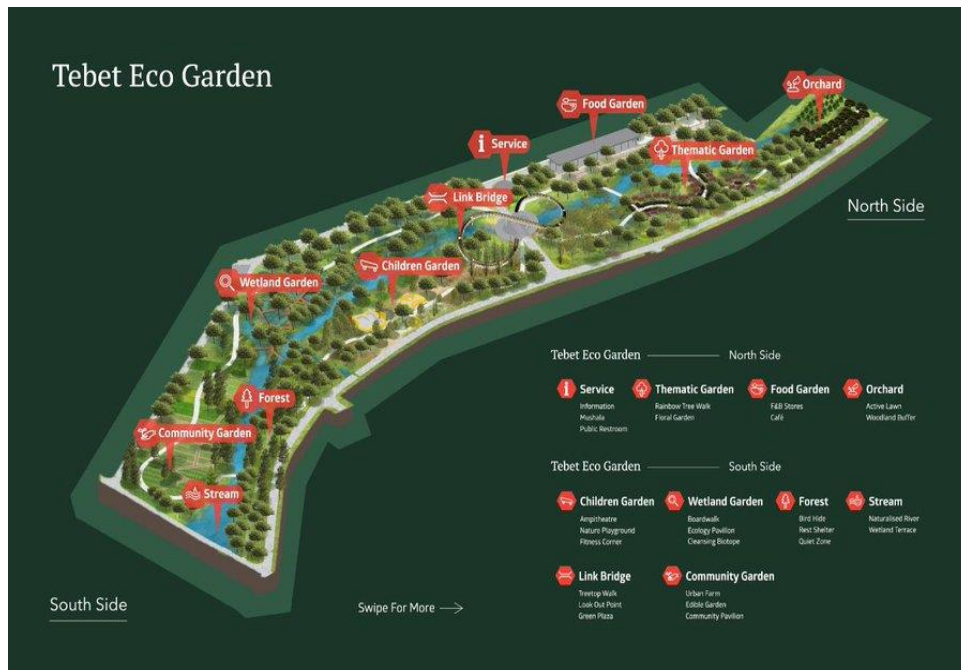 Tebet Eco Garden
Orchard
Food Garden
Service
Thematic Garden
Link Bridge
North Side
Children Garden
Wetland Garden
Forest
Community Garden
Stream
South Side
Swipe For More
Tebet Eco Garden North Side
Service Thematic Garden Food Garden Orchard
Information Rainbow Tree Walk F&B Stores Active Lawn
Mushala Floral Garden Café Woodland Buffer
Public Restroom
Tebet Eco Garden South Side
Children Garden Wetland Garden Forest Stream
Ampitheatre Boardwalk Bird Hide Naturalised River
Nature Playground Ecology Pavilion Rest Shelter Wetland Terrace
Fitness Corner Cleansing Biotope Quiet Zone
Link Bridge Community Garden
Treetop Walk Urban Farm
Look Out Point Edible Garden
Green Plaza Community Pavilion